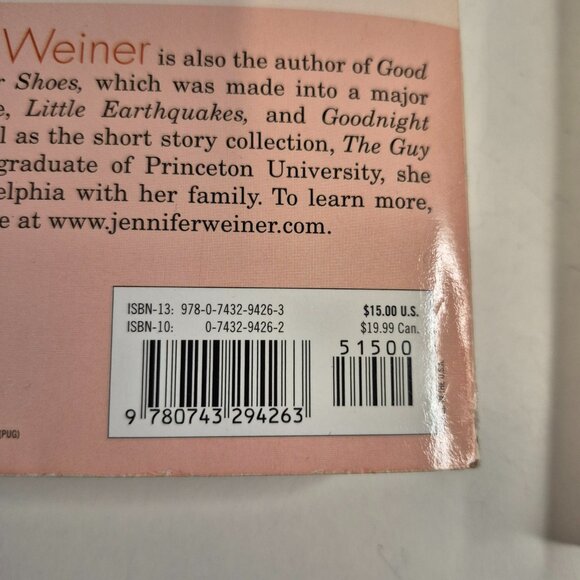 Weiner is also the author of Good
r Shoes, which was made into a major
e, Little Earthquakes, and Goodnight
l as the short story collection, The Guy
graduate of Princeton University, she
elphia with her family. To learn more,
e at www.jenniferweiner.com.
ISBN-13: 978-0-7432-9426-3 $15.00 U.S.
ISBN-10: 0-7432-9426-2 $19.99 Can.
51500
9 780743 294263
(PUG)
U.S.A.